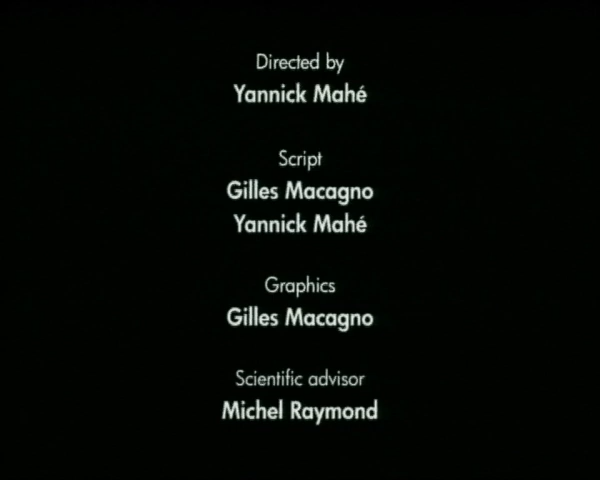 Directed by
Yannick Mahé
Script
Gilles Macagno
Yannick Mahé
Graphics
Gilles Macagno
Scientific advisor
Michel Raymond